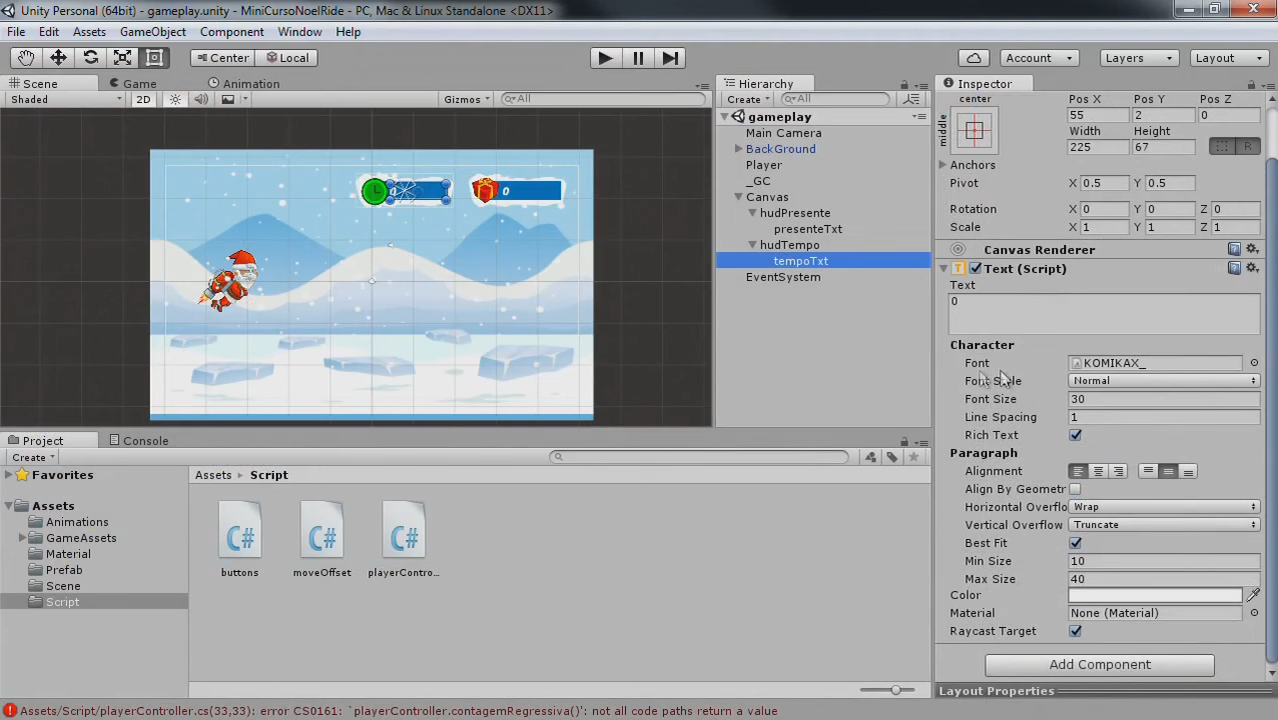 Unity Personal (64bit) - gameplay.unity - MiniCursoNoelRide - PC, Mac & Linux Standalone <DX11>
File Edit Assets GameObject Component Window Help
Center Local Account Layers Layout
Scene Game Animation
Shaded 2D Gizmos All
0 0
Hierarchy
Create All
gameplay
Main Camera
BackGround
Player
_GC
Canvas
hudPresente
presenteTxt
hudTempo
tempoTxt
EventSystem
Inspector
center Pos X Pos Y Pos Z
middle 55 2 0
Width Height
225 67 R
Anchors
Pivot X 0.5 Y 0.5
Rotation X 0 Y 0 Z 0
Scale X 1 Y 1 Z 1
Canvas Renderer
Text (Script)
Text
0
Character
Font KOMIKAX_
Font Style Normal
Font Size 30
Line Spacing 1
Rich Text
Paragraph
Alignment
Align By Geometr
Horizontal Overflo Wrap
Vertical Overflow Truncate
Best Fit
Min Size 10
Max Size 40
Color
Material None (Material)
Raycast Target
Add Component
Layout Properties
Project Console
Create
Favorites
Assets
Animations
GameAssets
Material
Prefab
Scene
Script
Assets Script
C# C# C#
buttons moveOffset playerContro...
Assets/Script/playerController.cs(33,33): error CS0161: `playerController.contagemRegressiva()': not all code paths return a value